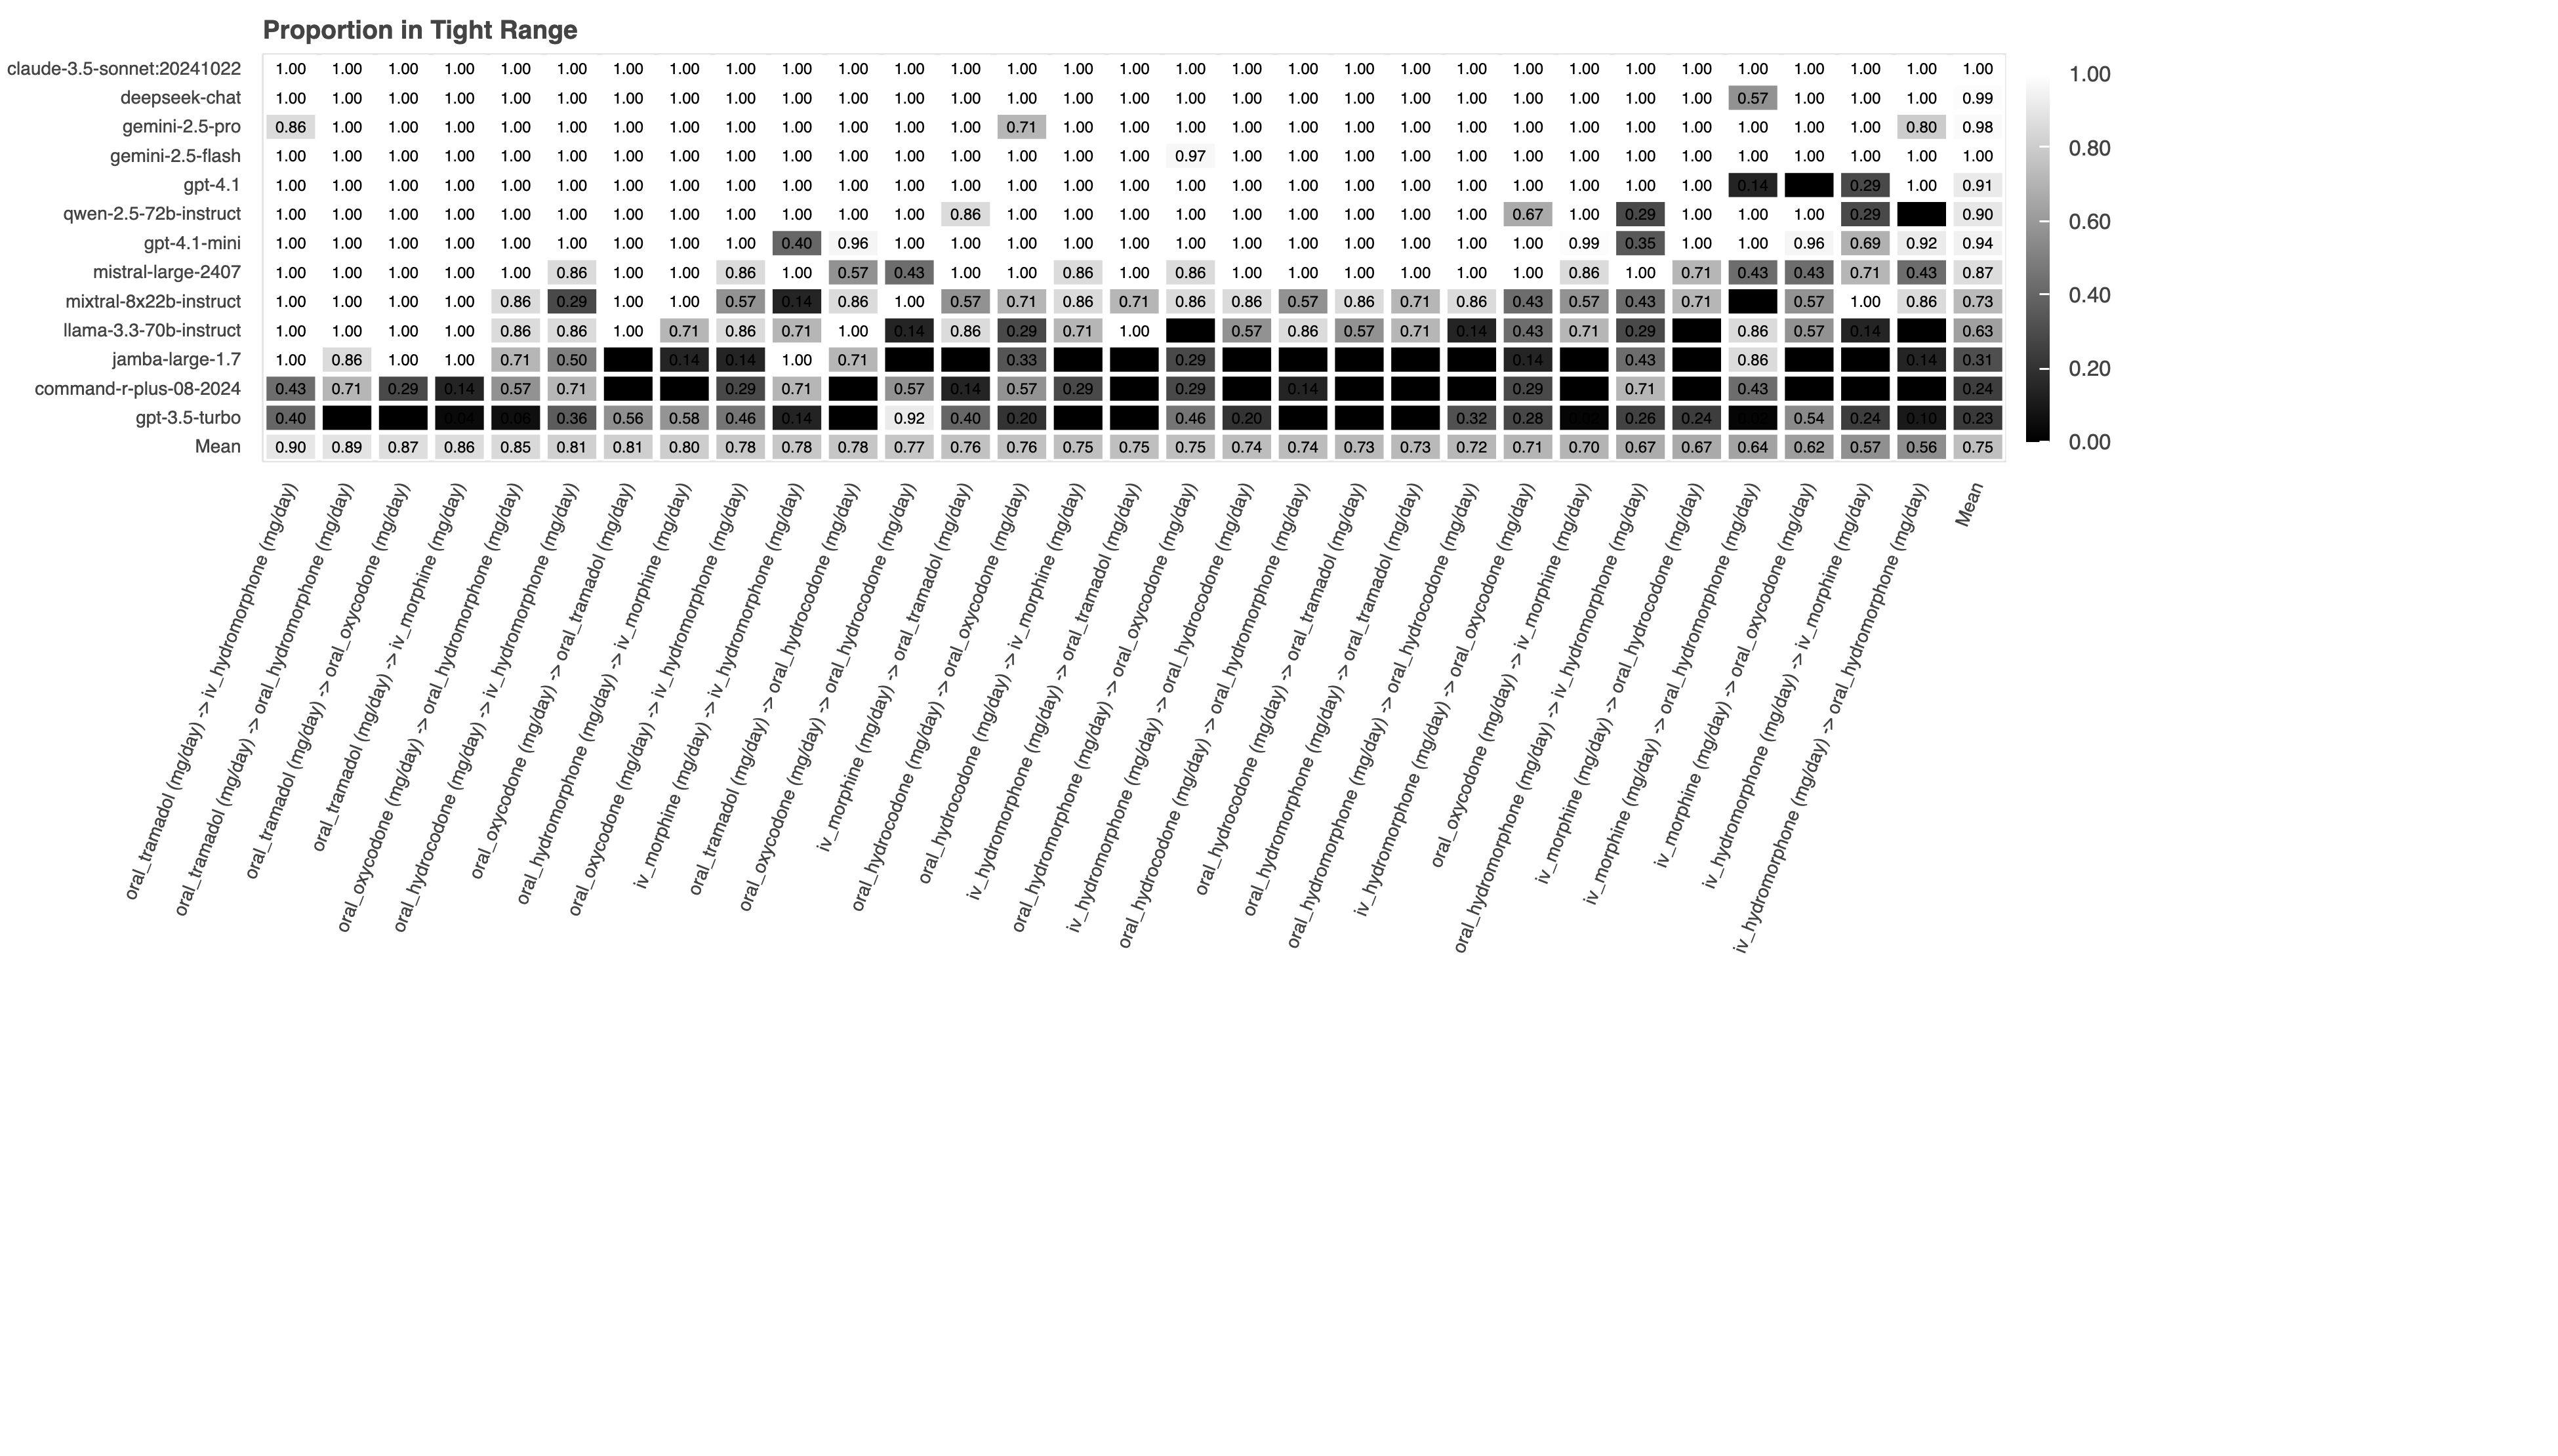 Proportion in Tight Range
claude-3.5-sonnet:20241022 1.00 1.00 1.00 1.00 1.00 1.00 1.00 1.00 1.00 1.00 1.00 1.00 1.00 1.00 1.00 1.00 1.00 1.00 1.00 1.00 1.00 1.00 1.00 1.00 1.00 1.00 1.00 1.00 1.00 1.00 1.00
deepseek-chat 1.00 1.00 1.00 1.00 1.00 1.00 1.00 1.00 1.00 1.00 1.00 1.00 1.00 1.00 1.00 1.00 1.00 1.00 1.00 1.00 1.00 1.00 1.00 1.00 1.00 1.00 0.57 1.00 1.00 1.00 0.99
gemini-2.5-pro 0.86 1.00 1.00 1.00 1.00 1.00 1.00 1.00 1.00 1.00 1.00 1.00 1.00 0.71 1.00 1.00 1.00 1.00 1.00 1.00 1.00 1.00 1.00 1.00 1.00 1.00 1.00 1.00 1.00 0.80 0.98
gemini-2.5-flash 1.00 1.00 1.00 1.00 1.00 1.00 1.00 1.00 1.00 1.00 1.00 1.00 1.00 1.00 1.00 1.00 0.97 1.00 1.00 1.00 1.00 1.00 1.00 1.00 1.00 1.00 1.00 1.00 1.00 1.00 1.00
gpt-4.1 1.00 1.00 1.00 1.00 1.00 1.00 1.00 1.00 1.00 1.00 1.00 1.00 1.00 1.00 1.00 1.00 1.00 1.00 1.00 1.00 1.00 1.00 1.00 1.00 1.00 1.00 0.14 0.29 1.00 0.91
qwen-2.5-72b-instruct 1.00 1.00 1.00 1.00 1.00 1.00 1.00 1.00 1.00 1.00 1.00 1.00 0.86 1.00 1.00 1.00 1.00 1.00 1.00 1.00 1.00 1.00 0.67 1.00 0.29 1.00 1.00 1.00 0.29 0.90
gpt-4.1-mini 1.00 1.00 1.00 1.00 1.00 1.00 1.00 1.00 1.00 0.40 0.96 1.00 1.00 1.00 1.00 1.00 1.00 1.00 1.00 1.00 1.00 1.00 1.00 0.99 0.35 1.00 1.00 0.96 0.69 0.92 0.94
mistral-large-2407 1.00 1.00 1.00 1.00 1.00 0.86 1.00 1.00 0.86 1.00 0.57 0.43 1.00 1.00 0.86 1.00 0.86 1.00 1.00 1.00 1.00 1.00 1.00 0.86 1.00 0.71 0.43 0.43 0.71 0.43 0.87
mixtral-8x22b-instruct 1.00 1.00 1.00 1.00 0.86 0.29 1.00 1.00 0.57 0.14 0.86 1.00 0.57 0.71 0.86 0.71 0.86 0.86 0.57 0.86 0.71 0.86 0.43 0.57 0.43 0.71 0.57 1.00 0.86 0.73
llama-3.3-70b-instruct 1.00 1.00 1.00 1.00 0.86 0.86 1.00 0.71 0.86 0.71 1.00 0.14 0.86 0.29 0.71 1.00 0.57 0.86 0.57 0.71 0.14 0.43 0.71 0.29 0.86 0.57 0.14 0.63
jamba-large-1.7 1.00 0.86 1.00 1.00 0.71 0.50 0.14 0.14 1.00 0.71 0.33 0.29 0.14 0.43 0.86 0.14 0.31
command-r-plus-08-2024 0.43 0.71 0.29 0.14 0.57 0.71 0.29 0.71 0.57 0.14 0.57 0.29 0.29 0.14 0.29 0.71 0.43 0.24
gpt-3.5-turbo 0.40 0.04 0.06 0.36 0.56 0.58 0.46 0.14 0.92 0.40 0.20 0.46 0.20 0.32 0.28 0.26 0.24 0.54 0.24 0.10 0.23
Mean 0.90 0.89 0.87 0.86 0.85 0.81 0.81 0.80 0.78 0.78 0.78 0.77 0.76 0.76 0.75 0.75 0.75 0.74 0.74 0.73 0.73 0.72 0.71 0.70 0.67 0.67 0.64 0.62 0.57 0.56 0.75
oral_tramadol (mg/day) -> iv_hydromorphone (mg/day)
oral_tramadol (mg/day) -> oral_hydromorphone (mg/day)
oral_tramadol (mg/day) -> oral_oxycodone (mg/day)
oral_tramadol (mg/day) -> iv_morphine (mg/day)
oral_oxycodone (mg/day) -> oral_hydromorphone (mg/day)
oral_hydrocodone (mg/day) -> iv_hydromorphone (mg/day)
oral_oxycodone (mg/day) -> oral_tramadol (mg/day)
oral_hydromorphone (mg/day) -> iv_morphine (mg/day)
oral_oxycodone (mg/day) -> iv_hydromorphone (mg/day)
iv_morphine (mg/day) -> iv_hydromorphone (mg/day)
oral_tramadol (mg/day) -> oral_hydrocodone (mg/day)
oral_oxycodone (mg/day) -> oral_hydrocodone (mg/day)
iv_morphine (mg/day) -> oral_tramadol (mg/day)
oral_hydrocodone (mg/day) -> oral_oxycodone (mg/day)
oral_hydrocodone (mg/day) -> iv_morphine (mg/day)
iv_hydromorphone (mg/day) -> oral_tramadol (mg/day)
oral_hydromorphone (mg/day) -> oral_oxycodone (mg/day)
iv_hydromorphone (mg/day) -> oral_hydrocodone (mg/day)
oral_hydrocodone (mg/day) -> oral_hydromorphone (mg/day)
oral_hydrocodone (mg/day) -> oral_tramadol (mg/day)
oral_hydromorphone (mg/day) -> oral_tramadol (mg/day)
oral_hydromorphone (mg/day) -> oral_hydrocodone (mg/day)
iv_hydromorphone (mg/day) -> oral_oxycodone (mg/day)
oral_oxycodone (mg/day) -> iv_morphine (mg/day)
oral_hydromorphone (mg/day) -> iv_hydromorphone (mg/day)
iv_morphine (mg/day) -> oral_hydrocodone (mg/day)
iv_morphine (mg/day) -> oral_hydromorphone (mg/day)
iv_morphine (mg/day) -> oral_oxycodone (mg/day)
iv_hydromorphone (mg/day) -> iv_morphine (mg/day)
iv_hydromorphone (mg/day) -> oral_hydromorphone (mg/day)
Mean
1.00
0.80
0.60
0.40
0.20
0.00